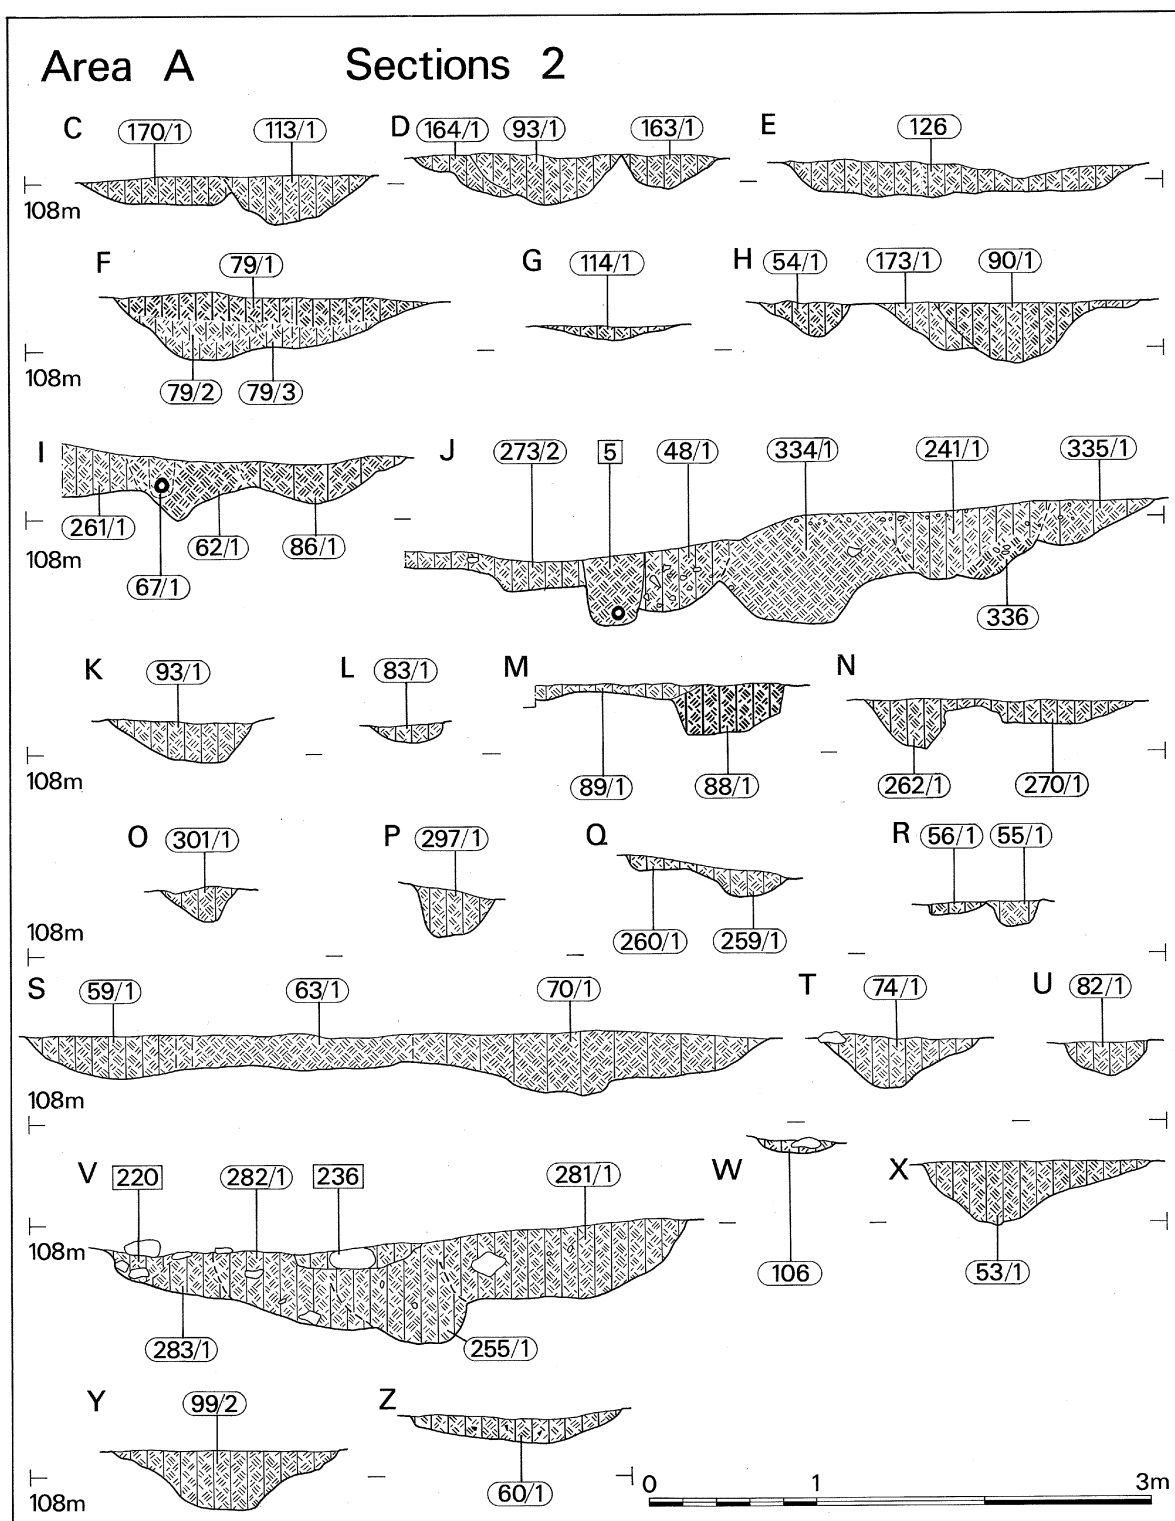 Area A Sections 2
C 170/1 113/1 D 164/1 93/1 163/1 E 126
108m
F 79/1 G 114/1 H 54/1 173/1 90/1
108m
79/2 79/3
I J 273/2 5 48/1 334/1 241/1 335/1
261/1 62/1 86/1
108m
67/1
336
K 93/1 L 83/1 M N
108m
89/1 88/1 262/1 270/1
O 301/1 P 297/1 Q R 56/1 55/1
108m
260/1 259/1
S 59/1 63/1 70/1 T 74/1 U 82/1
108m
V 220 282/1 236 281/1 W X
108m
106 53/1
283/1 255/1
Y 99/2 Z
108m
60/1
0 1 3m